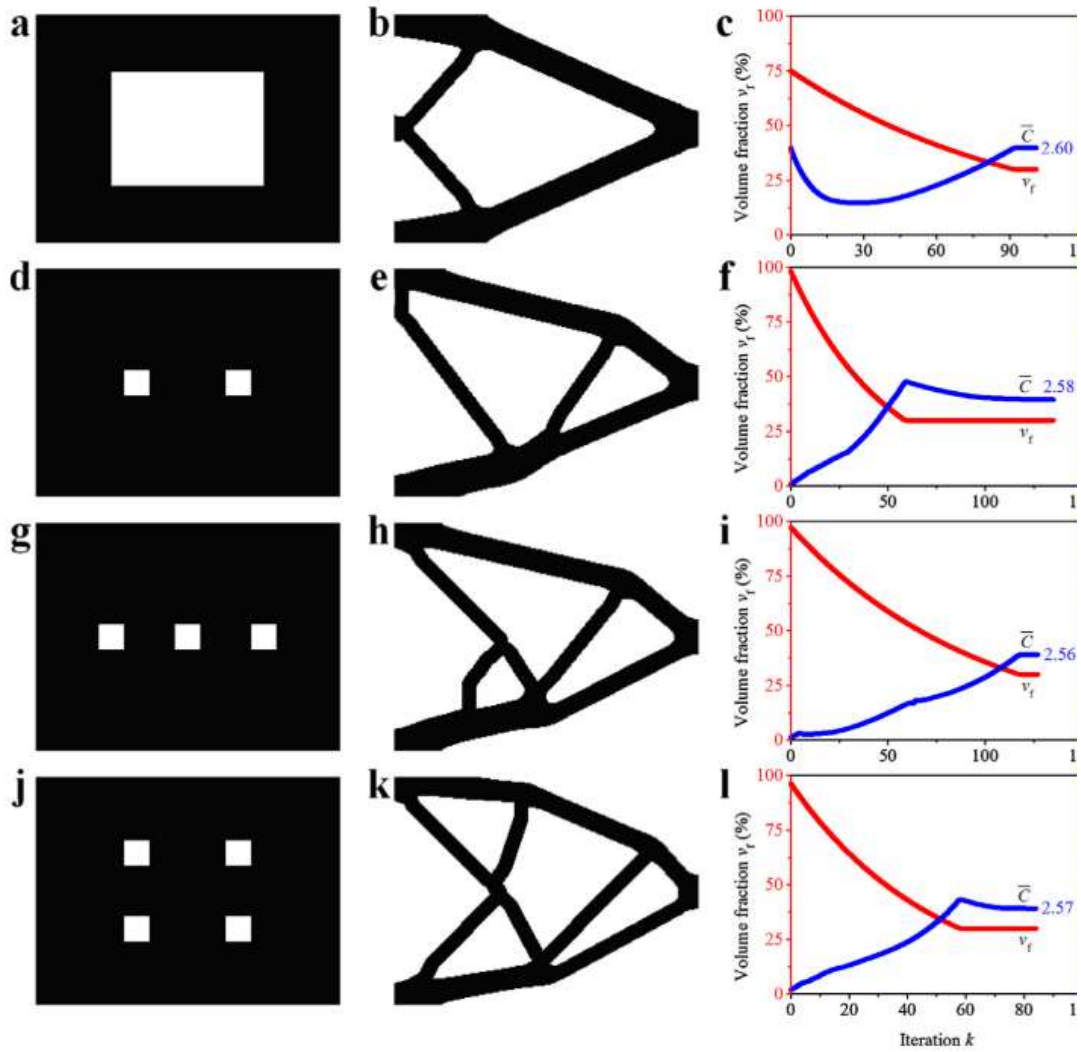 a
b
c
Volume fraction v_f (%)
100
75
50
25
0
C̅
2.60
v_f
0 30 60 90 1
d
e
f
Volume fraction v_f (%)
100
75
50
25
0
C̅
2.58
v_f
0 50 100 1
g
h
i
Volume fraction v_f (%)
100
75
50
25
0
C̅
2.56
v_f
0 50 100 1
j
k
l
Volume fraction v_f (%)
100
75
50
25
0
C̅
2.57
v_f
0 20 40 60 80 1
Iteration k